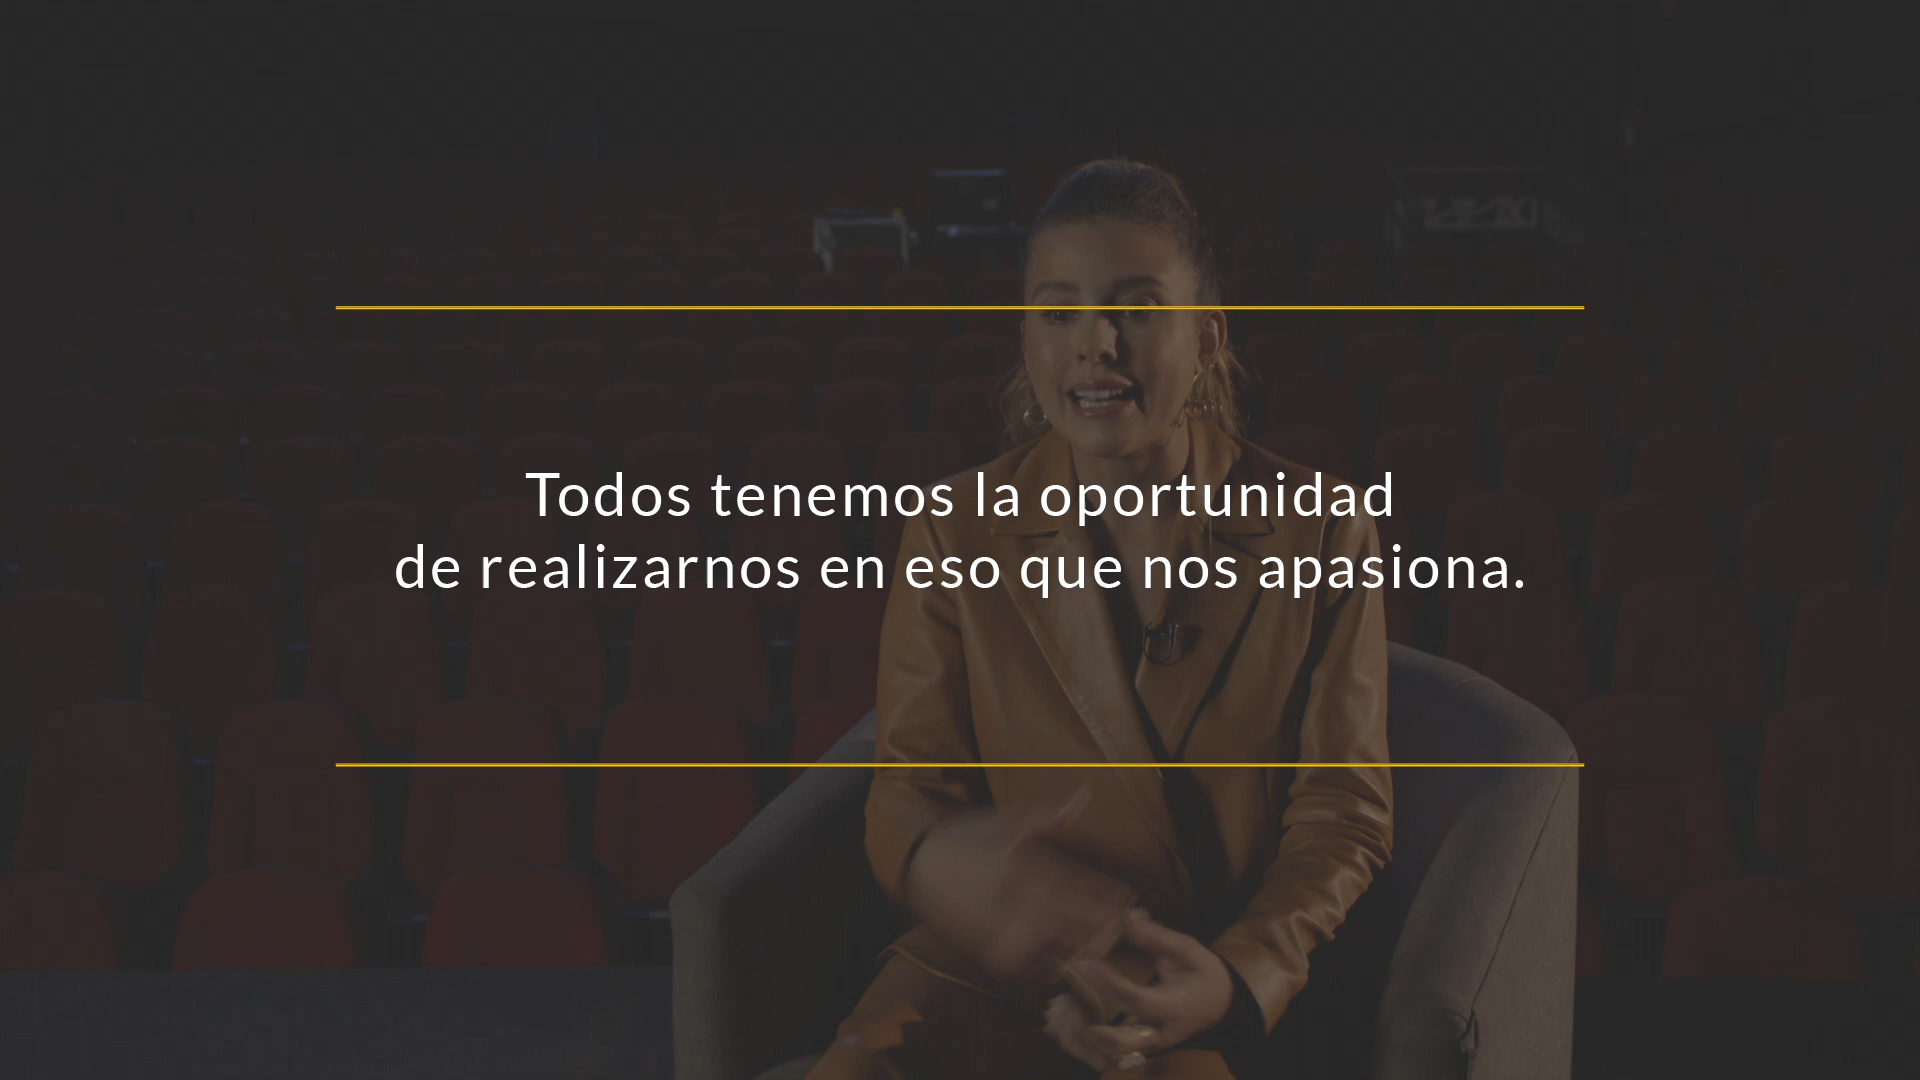 Todos tenemos la oportunidad
de realizarnos en eso que nos apasiona.